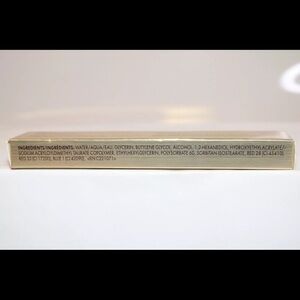 INGREDIENTS/INGRÉDIENTS: WATER/AQUA/EAU, GLYCERIN, BUTYLENE GLYCOL, ALCOHOL, 1,2-HEXANEDIOL, HYDROXYETHYL ACRYLATE/
SODIUM ACRYLOYLDIMETHYL TAURATE COPOLYMER, ETHYLHEXYLGLYCERIN, POLYSORBATE 60, SORBITAN ISOSTEARATE, RED 28 (CI 45410),
RED 33 (CI 17200), BLUE 1 (CI 42090).